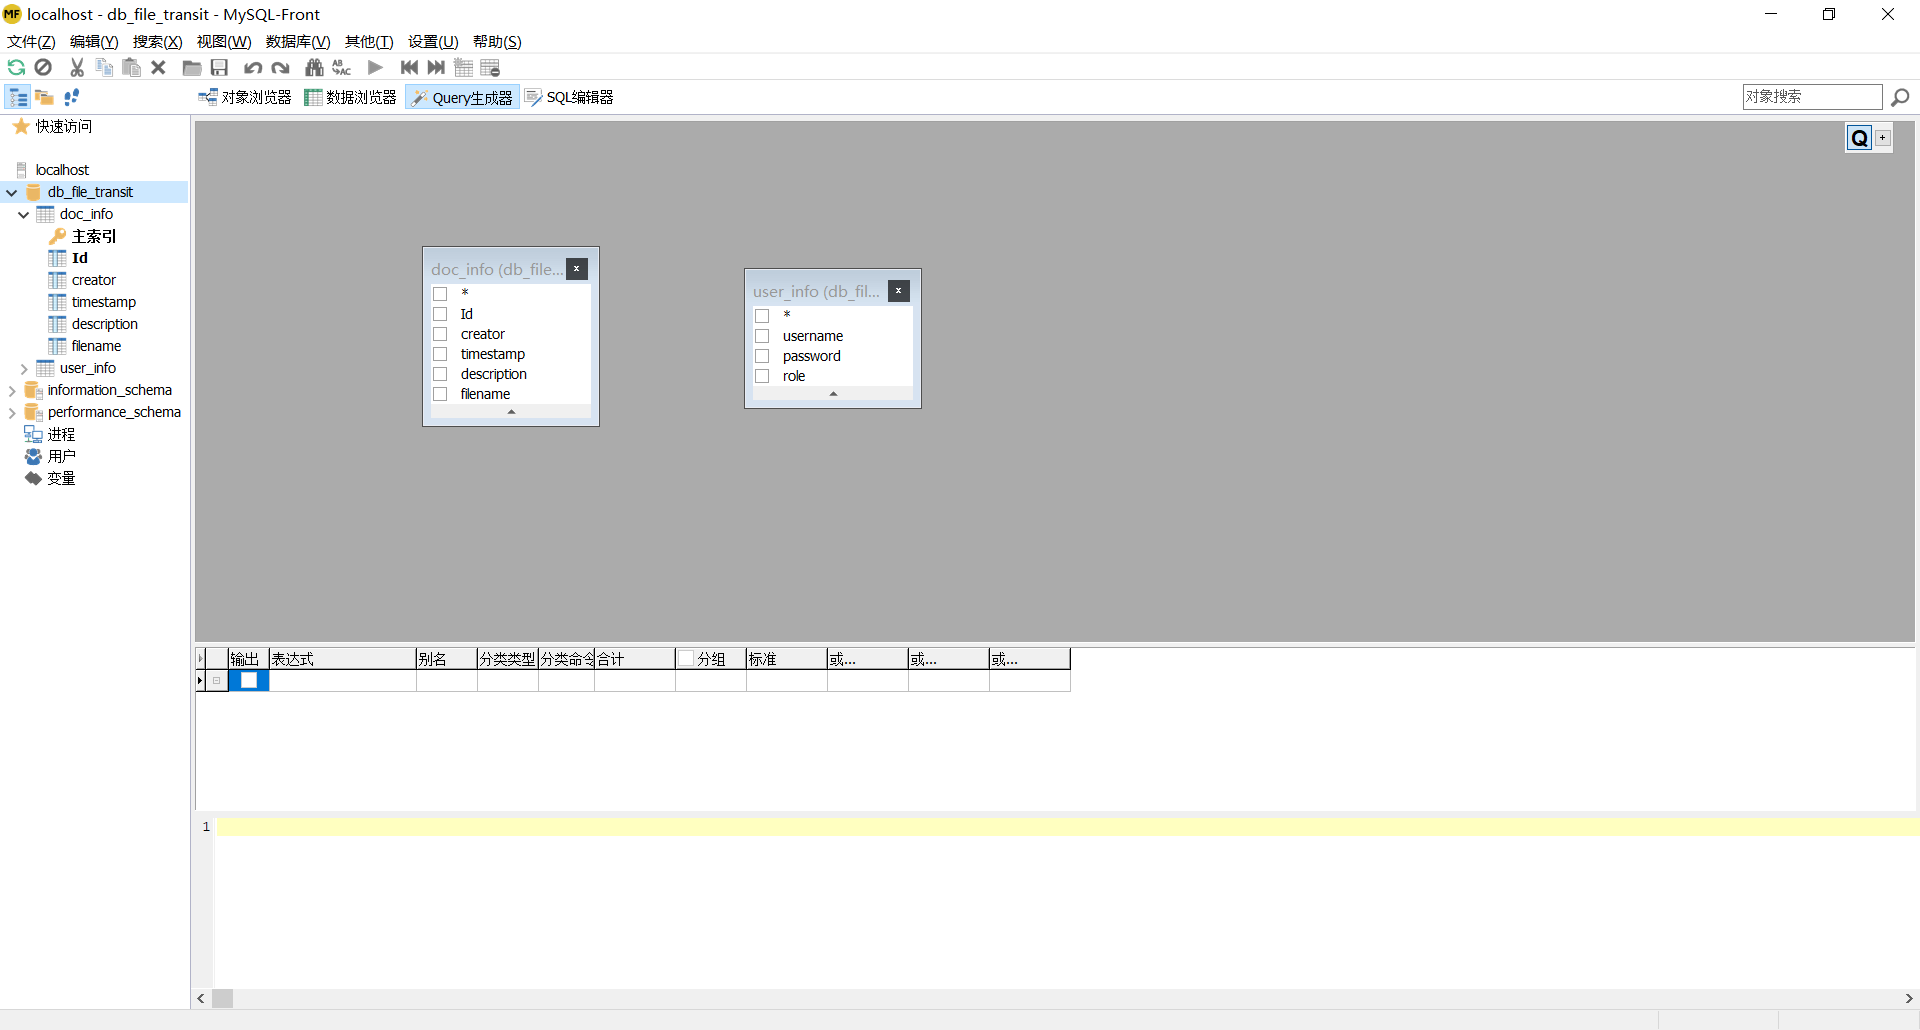 localhost - db_file_transit - MySQL-Front
文件(Z) 编辑(Y) 搜索(X) 视图(W) 数据库(V) 其他(T) 设置(U) 帮助(S)
对象浏览器 数据浏览器 Query生成器 SQL编辑器 对象搜索
快速访问
localhost
db_file_transit
doc_info
主索引
Id
creator
timestamp
description
filename
user_info
information_schema
performance_schema
进程
用户
变量
Q +
doc_info (db_file...
*
Id
creator
timestamp
description
filename
user_info (db_fil...
*
username
password
role
输出 表达式 别名 分类类型 分类命令 合计 分组 标准 或... 或... 或...
1